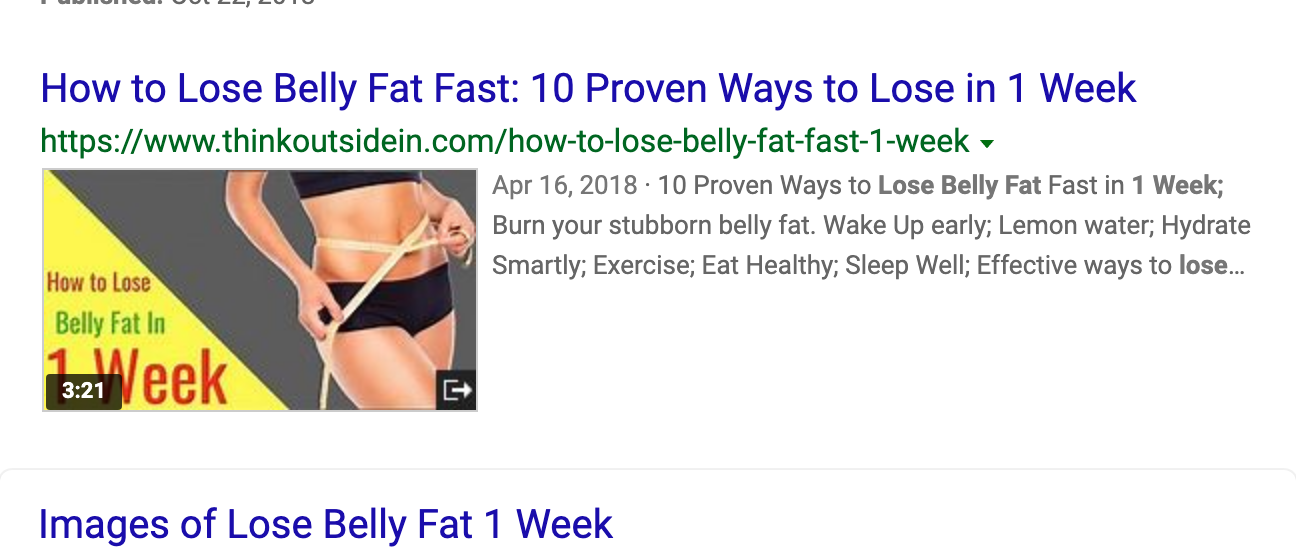 Published: Oct 22, 2018
How to Lose Belly Fat Fast: 10 Proven Ways to Lose in 1 Week
https://www.thinkoutsidein.com/how-to-lose-belly-fat-fast-1-week
Apr 16, 2018 · 10 Proven Ways to Lose Belly Fat Fast in 1 Week;
Burn your stubborn belly fat. Wake Up early; Lemon water; Hydrate
Smartly; Exercise; Eat Healthy; Sleep Well; Effective ways to lose...
How to Lose
Belly Fat In
1 Week
3:21
Images of Lose Belly Fat 1 Week